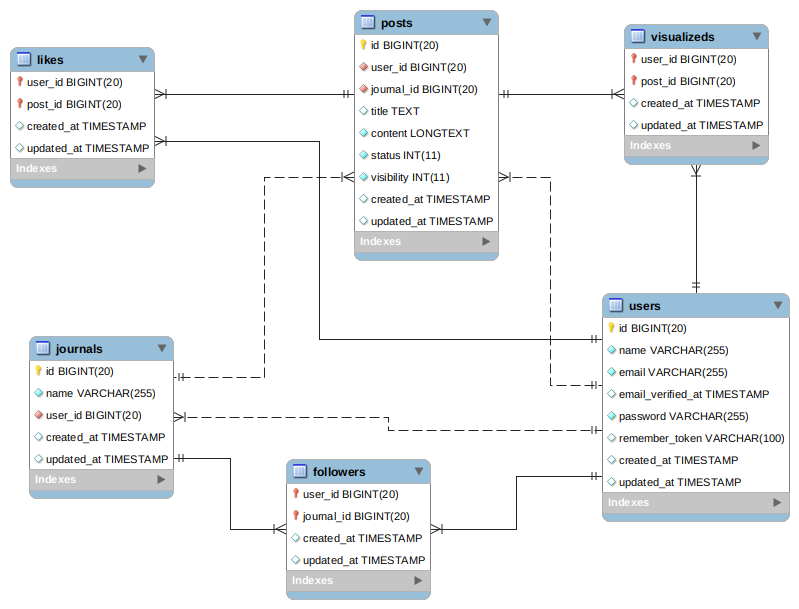 posts
id BIGINT(20)
user_id BIGINT(20)
journal_id BIGINT(20)
title TEXT
content LONGTEXT
status INT(11)
visibility INT(11)
created_at TIMESTAMP
updated_at TIMESTAMP
Indexes
visualizeds
user_id BIGINT(20)
post_id BIGINT(20)
created_at TIMESTAMP
updated_at TIMESTAMP
Indexes
likes
user_id BIGINT(20)
post_id BIGINT(20)
created_at TIMESTAMP
updated_at TIMESTAMP
Indexes
users
id BIGINT(20)
name VARCHAR(255)
email VARCHAR(255)
email_verified_at TIMESTAMP
password VARCHAR(255)
remember_token VARCHAR(100)
created_at TIMESTAMP
updated_at TIMESTAMP
Indexes
journals
id BIGINT(20)
name VARCHAR(255)
user_id BIGINT(20)
created_at TIMESTAMP
updated_at TIMESTAMP
Indexes
followers
user_id BIGINT(20)
journal_id BIGINT(20)
created_at TIMESTAMP
updated_at TIMESTAMP
Indexes